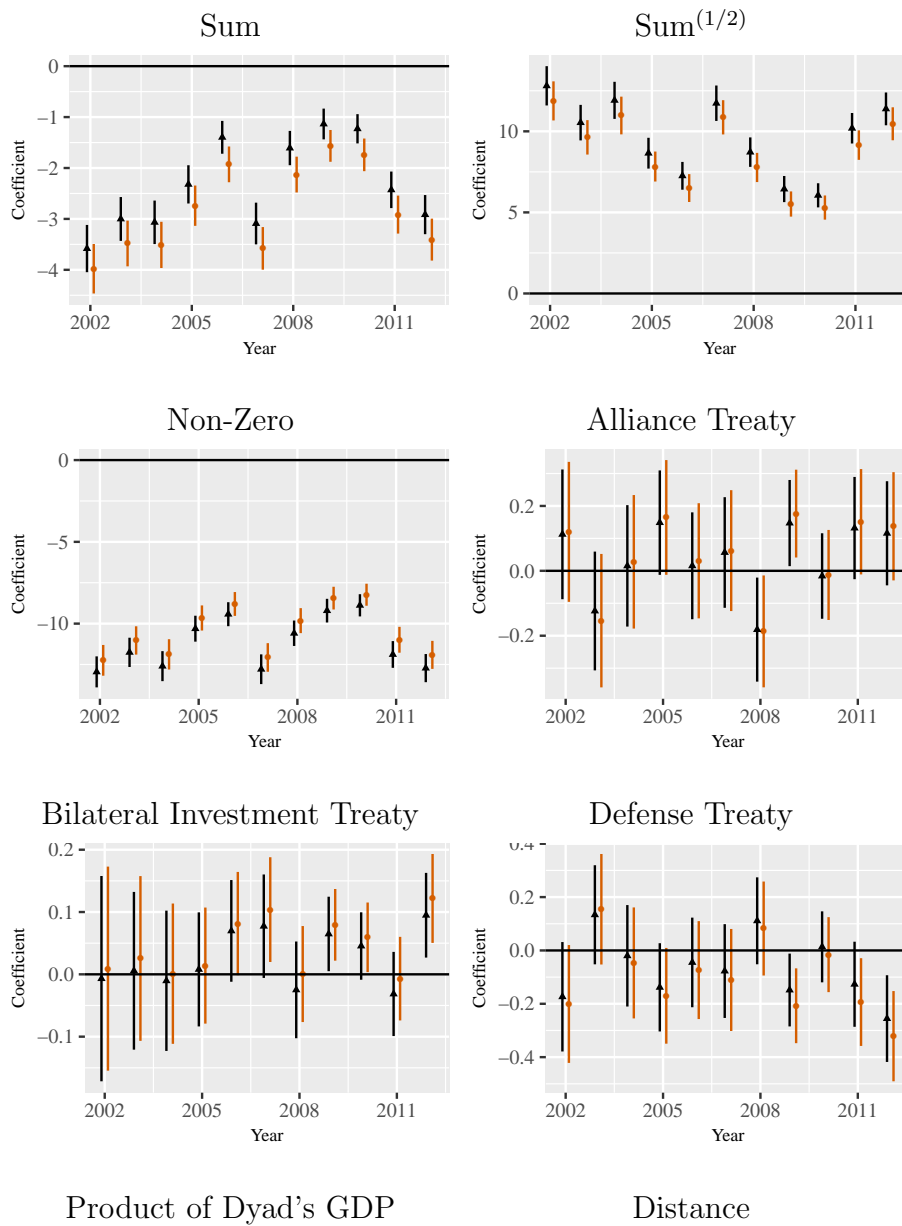 Sum
0
−1
−2
−3
−4
Coefficient
2002 2005 2008 2011
Year
Sum^(1/2)
10
5
0
Coefficient
2002 2005 2008 2011
Year
Non-Zero
0
−5
−10
Coefficient
2002 2005 2008 2011
Year
Alliance Treaty
0.2
0.0
−0.2
Coefficient
2002 2005 2008 2011
Year
Bilateral Investment Treaty
0.2
0.1
0.0
−0.1
Coefficient
2002 2005 2008 2011
Year
Defense Treaty
0.4
0.2
0.0
−0.2
−0.4
Coefficient
2002 2005 2008 2011
Year
Product of Dyad's GDP
Distance